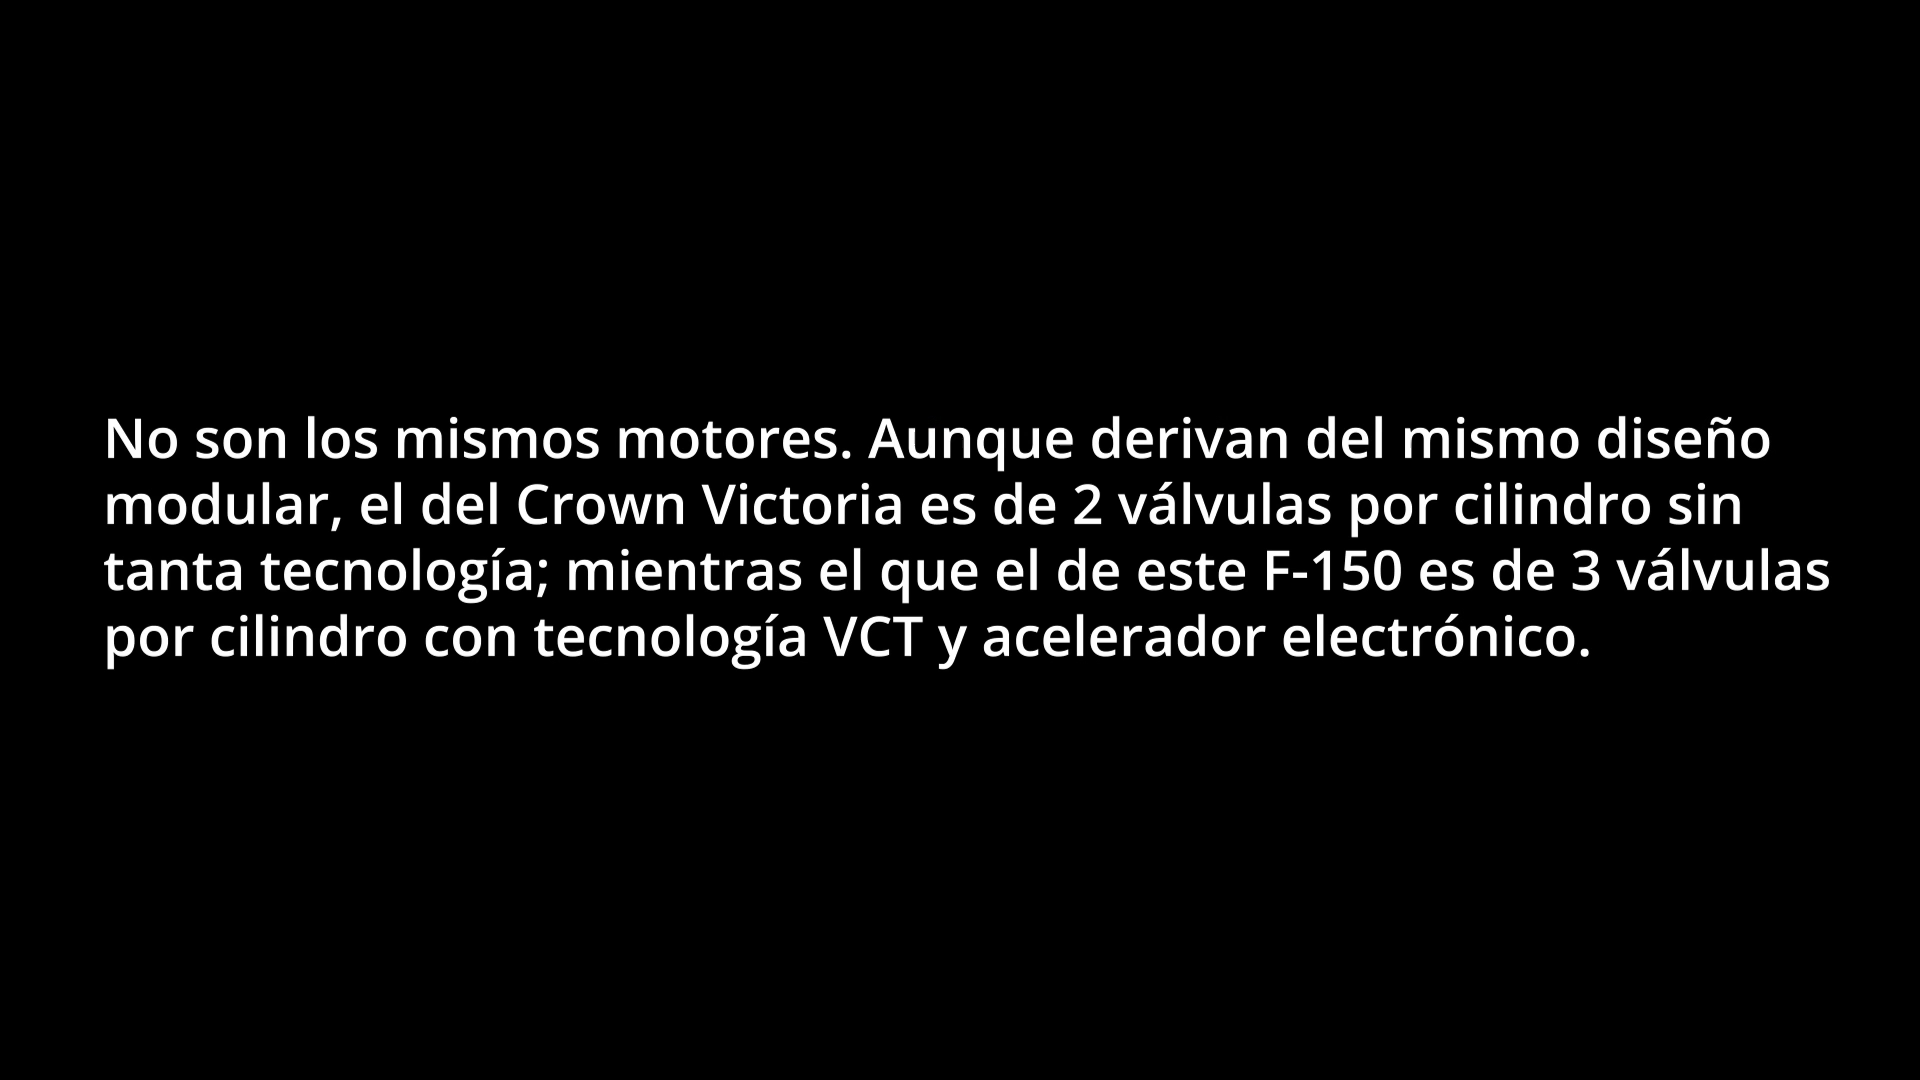 No son los mismos motores. Aunque derivan del mismo diseño
modular, el del Crown Victoria es de 2 válvulas por cilindro sin
tanta tecnología; mientras el que el de este F-150 es de 3 válvulas
por cilindro con tecnología VCT y acelerador electrónico.